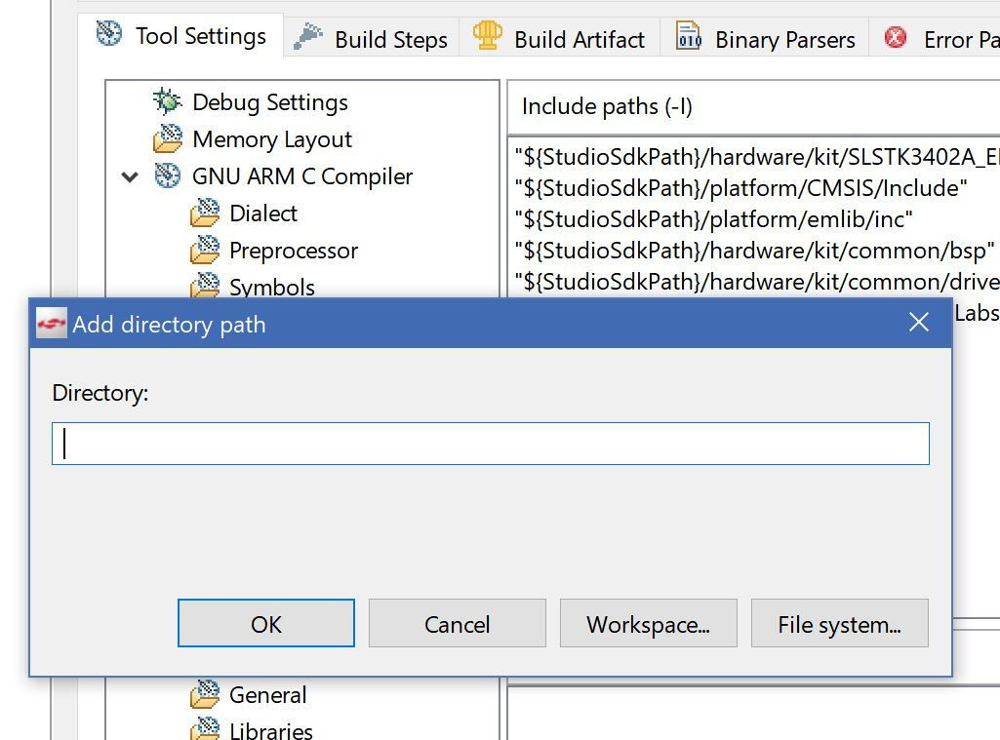 Tool Settings
Build Steps
Build Artifact
Binary Parsers
Error Pa
Debug Settings
Memory Layout
GNU ARM C Compiler
Dialect
Preprocessor
Symbols
Include paths (-I)
"${StudioSdkPath}/hardware/kit/SLSTK3402A_E
"${StudioSdkPath}/platform/CMSIS/Include"
"${StudioSdkPath}/platform/emlib/inc"
"${StudioSdkPath}/hardware/kit/common/bsp"
"${StudioSdkPath}/hardware/kit/common/drive
Labs
Add directory path
Directory:
OK
Cancel
Workspace...
File system...
General
Libraries